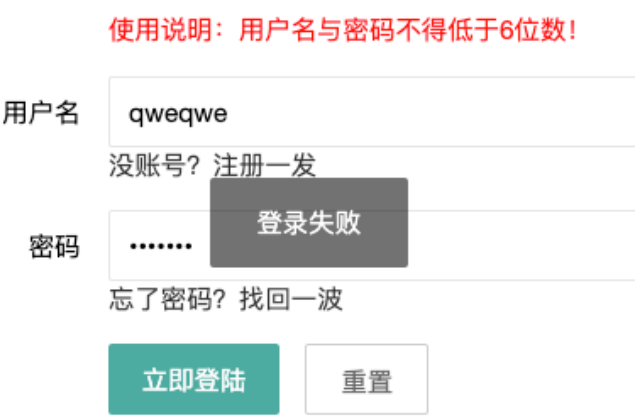 使用说明：用户名与密码不得低于6位数！
用户名
qweqwe
没账号？注册一发
登录失败
密码
•••••••
忘了密码？找回一波
立即登陆
重置